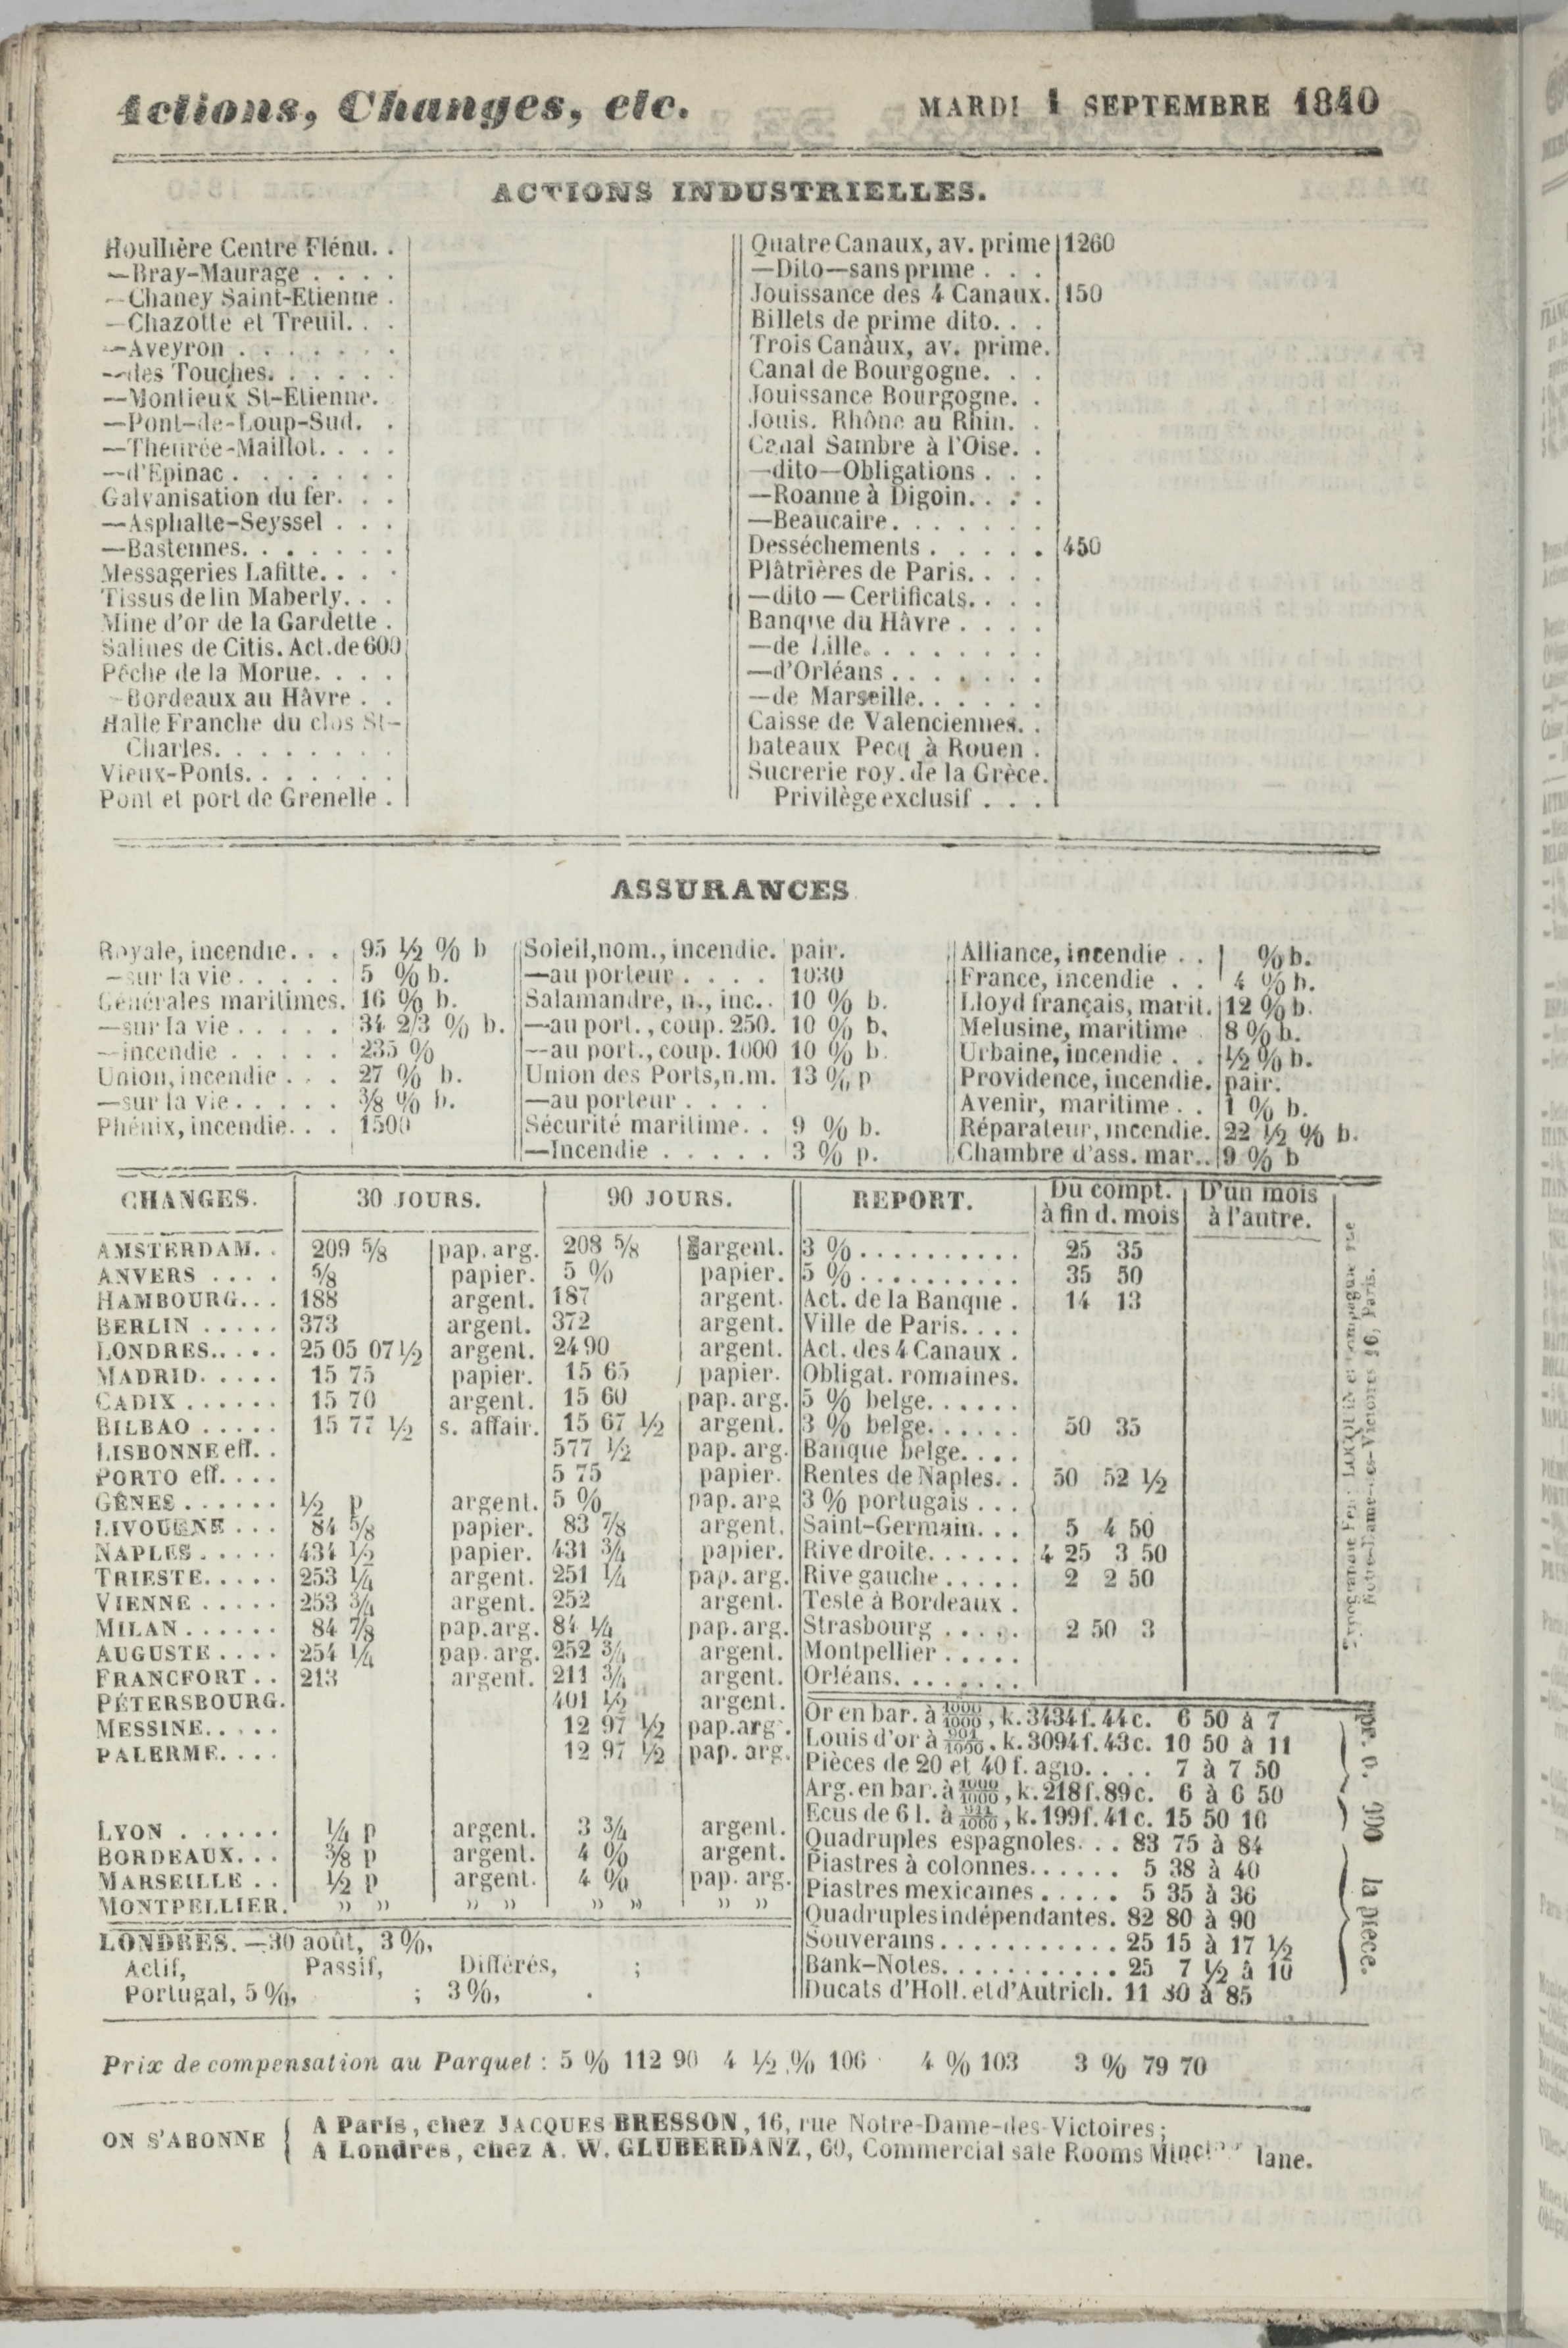 Actions, Changes, etc. MARDI 1 SEPTEMBRE 1840
ACTIONS INDUSTRIELLES.
Houllière Centre Flénu. .
—Bray-Maurage . . . .
—Chaney Saint-Etienne .
—Chazotte et Treuil. . .
—Aveyron . . . . . . .
—des Touches. . . . . .
—Montieux St-Etienne.
—Pont-de-Loup-Sud. .
—Theurée-Maillot. . . .
—d'Epinac . . . . . . .
Galvanisation du fer. . .
—Asphalte-Seyssel . . .
—Bastennes. . . . . . .
Messageries Lafitte. . . .
Tissus de lin Maberly. . .
Mine d'or de la Gardette .
Salines de Citis. Act. de 600
Pêche de la Morue. . . .
—Bordeaux au Hâvre . .
Halle Franche du clos St-
Charles. . . . . . . .
Vieux-Ponts. . . . . . .
Pont et port de Grenelle .
Quatre Canaux, av. prime 1260
—Dito—sans prime . . .
Jouissance des 4 Canaux. 150
Billets de prime dito. . .
Trois Canaux, av. prime.
Canal de Bourgogne. . .
Jouissance Bourgogne. .
Jouis. Rhône au Rhin. .
Canal Sambre à l'Oise. .
—dito—Obligations . . .
—Roanne à Digoin. . . .
—Beaucaire. . . . . . .
Desséchements . . . . . 450
Plâtrières de Paris. . . .
—dito—Certificats. . . .
Banque du Hâvre . . . .
—de Lille. . . . . . . .
—d'Orléans . . . . . . .
—de Marseille. . . . . .
Caisse de Valenciennes. .
bateaux Pecq à Rouen .
Sucrerie roy. de la Grèce.
Privilège exclusif . . .
ASSURANCES
Royale, incendie. . . 95 ½ % b
—sur la vie. . . . . 5 % b.
Générales maritimes. 16 % b.
—sur la vie . . . . . 34 2/3 % b.
—incendie . . . . . 235 %
Union, incendie . . . 27 % b.
—sur la vie. . . . . ⅜ % b.
Phénix, incendie. . . 1500
Soleil, nom., incendie. pair.
—au porteur . . . . 1030
Salamandre, n., inc. . 10 % b.
—au port., coup. 250. 10 % b.
—au port., coup. 1000 10 % b.
Union des Ports, n.m. 13 % p
—au porteur . . . .
Sécurité maritime. . 9 % b.
—Incendie . . . . . 3 % p.
Alliance, incendie . . % b.
France, incendie . . 4 % b.
Lloyd français, marit. 12 % b.
Melusine, maritime 8 % b.
Urbaine, incendie . . ½ % b.
Providence, incendie. pair.
Avenir, maritime . . 1 % b.
Réparateur, incendie. 22 ½ % b.
Chambre d'ass. mar. . 9 % b
CHANGES. 30 JOURS. 90 JOURS.
AMSTERDAM. . 209 ⅝ pap. arg. 208 ⅝ argent.
ANVERS . . . . ⅝ papier. 5 % papier.
HAMBOURG. . . 188 argent. 187 argent.
BERLIN . . . . . 373 argent. 372 argent.
LONDRES. . . . . 25 05 07 ½ argent. 24 90 argent.
MADRID. . . . . 15 75 papier. 15 65 papier.
CADIX . . . . . . 15 70 argent. 15 60 pap. arg.
BILBAO . . . . . 15 77 ½ s. affair. 15 67 ½ argent.
LISBONNE eff. . 577 ½ pap. arg.
PORTO eff. . . . 5 75 papier.
GÊNES . . . . . . ½ p argent. 5 % pap. arg
LIVOURNE . . . 84 ⅝ papier. 83 ⅞ argent.
NAPLES . . . . . 434 ½ papier. 431 ¾ papier.
TRIESTE. . . . . 253 ¼ argent. 251 ¼ pap. arg.
VIENNE . . . . . 253 ¾ argent. 252 argent.
MILAN . . . . . . 84 ⅞ pap. arg. 84 ¼ pap. arg.
AUGUSTE . . . . 254 ¼ pap. arg. 252 ¾ argent.
FRANCFORT . . 213 argent. 211 ¾ argent.
PÉTERSBOURG. 401 ½ argent.
MESSINE. . . . . 12 97 ½ pap. arg.
PALERME. . . . 12 97 ½ pap. arg.
LYON . . . . . . ¼ p argent. 3 ¾ argent.
BORDEAUX. . . ⅜ p argent. 4 % argent.
MARSEILLE . . ½ p argent. 4 % pap. arg.
MONTPELLIER. » » » » » » » »
LONDRES. —30 août, 3 %,
Actif, Passif, Différés, ;
Portugal, 5 %, ; 3 %, .
REPORT. Du compt. à fin d. mois D'un mois à l'autre.
3 % . . . . . . . . . . 25 35
5 % . . . . . . . . . . 35 50
Act. de la Banque . 14 13
Ville de Paris. . . .
Act. des 4 Canaux .
Obligat. romaines.
5 % belge. . . . . .
3 % belge. . . . . . 50 35
Banque belge. . . .
Rentes de Naples. . 50 52 ½
3 % portugais . . .
Saint-Germain. . . 5 4 50
Rive droite. . . . . . 4 25 3 50
Rive gauche . . . . . 2 2 50
Teste à Bordeaux .
Strasbourg . . . . . 2 50 3
Montpellier . . . . .
Orléans. . . . . . . .
Or en bar. à 1000/1000, k. 3434 f. 44 c. 6 50 à 7
Louis d'or à 901/1000, k. 3094 f. 43 c. 10 50 à 11
Pièces de 20 et 40 f. agio. . . . 7 à 7 50
Arg. en bar. à 1000/1000, k. 218 f. 89 c. 6 à 6 50
Ecus de 6 l. à 911/1000, k. 199 f. 41 c. 15 50 16
Quadruples espagnoles. . . 83 75 à 84
Piastres à colonnes. . . . . . 5 38 à 40
Piastres mexicaines . . . . . 5 35 à 36
Quadruples indépendantes. 82 80 à 90
Souverains . . . . . . . . . . . 25 15 à 17 ½
Bank-Notes. . . . . . . . . . . 25 7 ½ à 10
Ducats d'Holl. et d'Autrich. 11 80 à 85
la pièce.
Notre-Dame-des-Victoires 16, Paris.
Prix de compensation au Parquet : 5 % 112 90 4 ½ % 106 4 % 103 3 % 79 70
ON S'ABONNE
A Paris, chez JACQUES BRESSON, 16, rue Notre-Dame-des-Victoires;
A Londres, chez A. W. GLUBERDANZ, 60, Commercial sale Rooms lane.